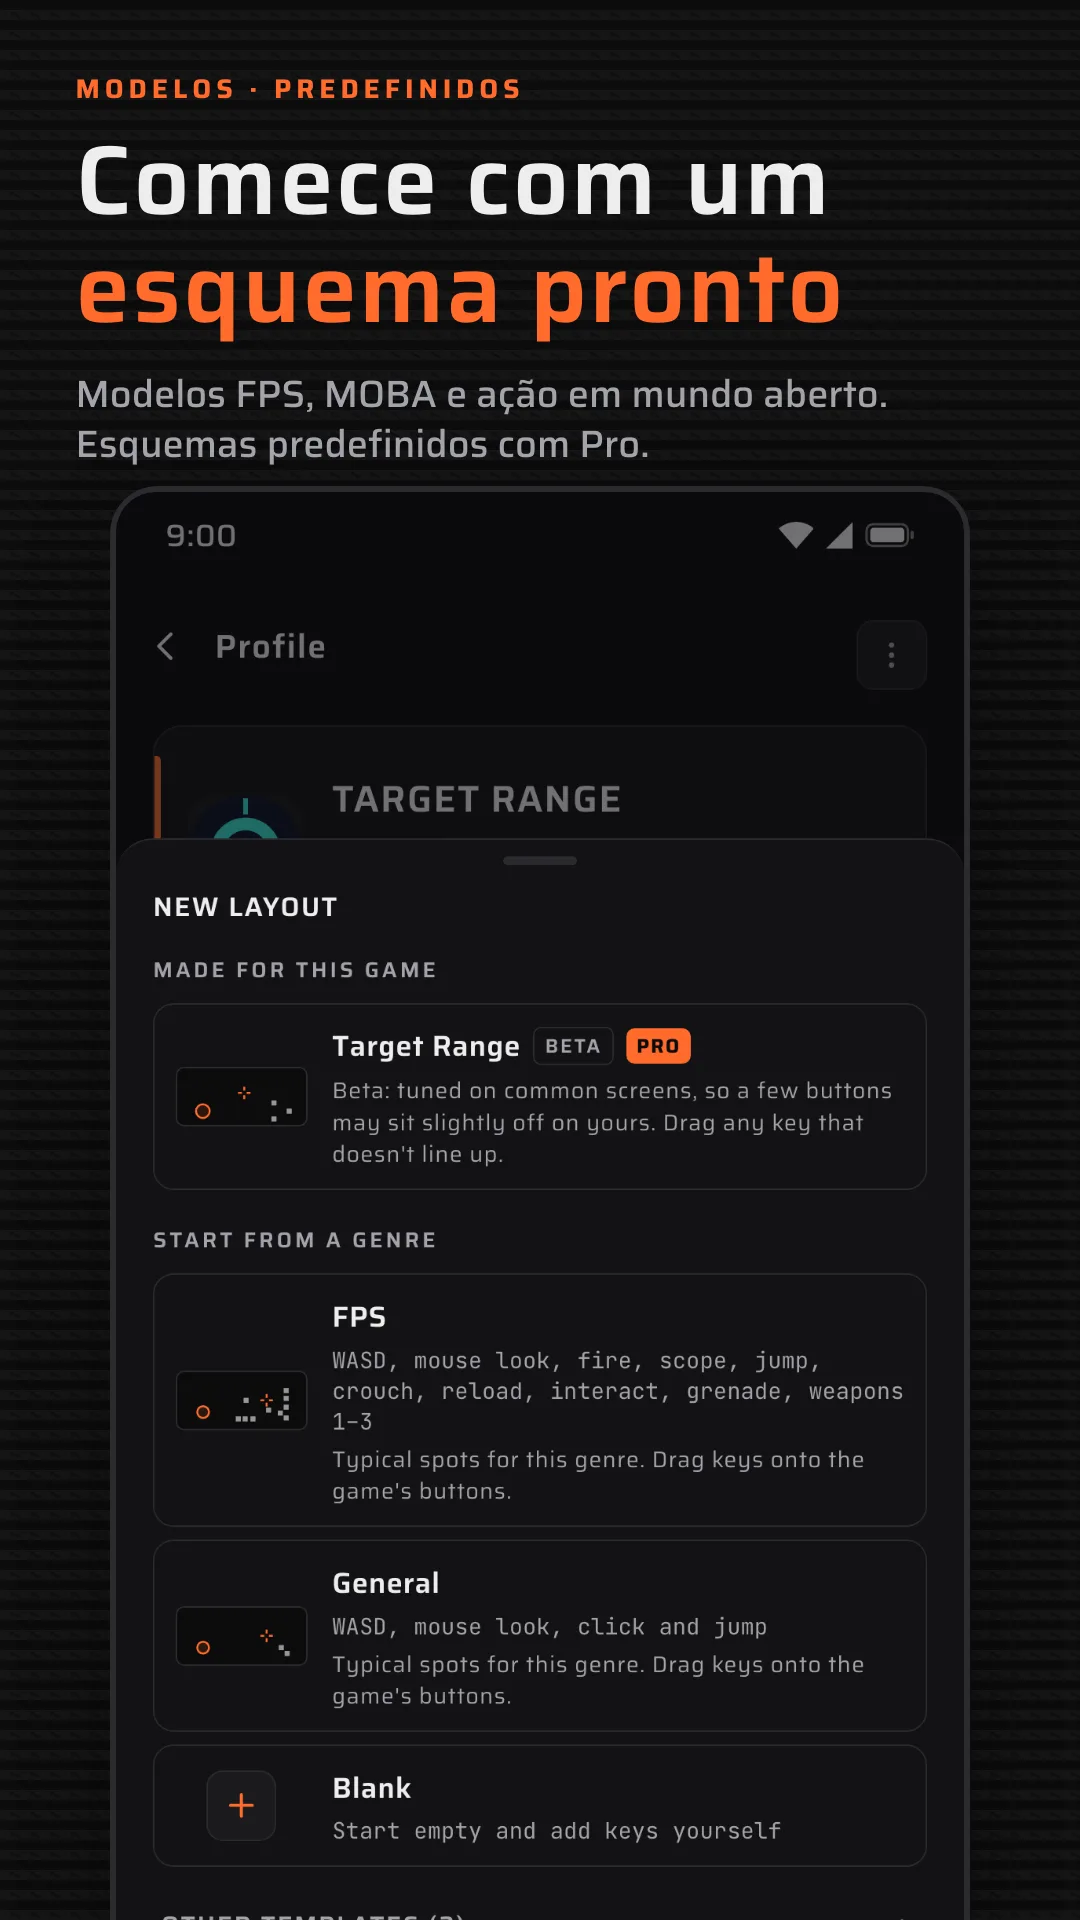 MODELOS · PREDEFINIDOS
Comece com um
esquema pronto
Modelos FPS, MOBA e ação em mundo aberto.
Esquemas predefinidos com Pro.
9:00
Profile
TARGET RANGE
NEW LAYOUT
MADE FOR THIS GAME
Target Range BETA PRO
Beta: tuned on common screens, so a few buttons
may sit slightly off on yours. Drag any key that
doesn't line up.
START FROM A GENRE
FPS
WASD, mouse look, fire, scope, jump,
crouch, reload, interact, grenade, weapons
1–3
Typical spots for this genre. Drag keys onto the
game's buttons.
General
WASD, mouse look, click and jump
Typical spots for this genre. Drag keys onto the
game's buttons.
Blank
Start empty and add keys yourself
OTHER TEMPLATES